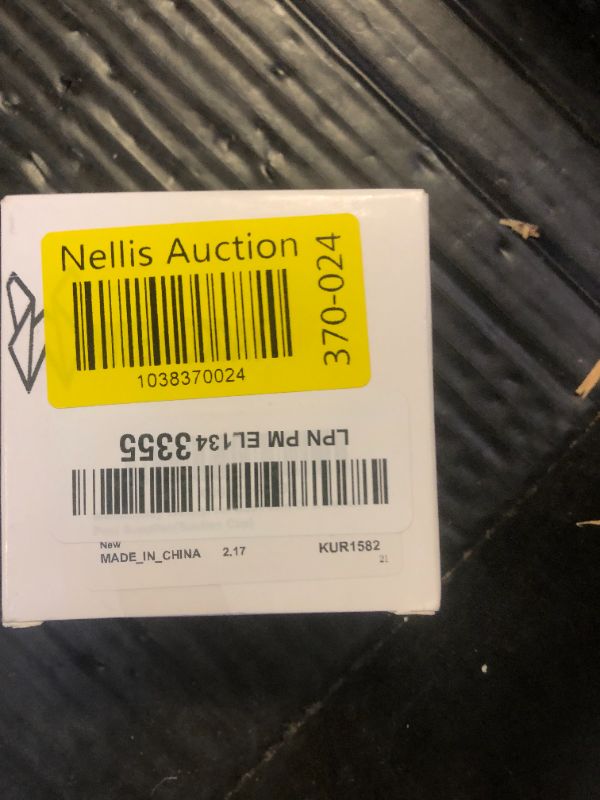 Nellis Auction
370-024
1038370024
LPN PM EL134 3355
New
MADE_IN_CHINA 2.17 KUR1582
21